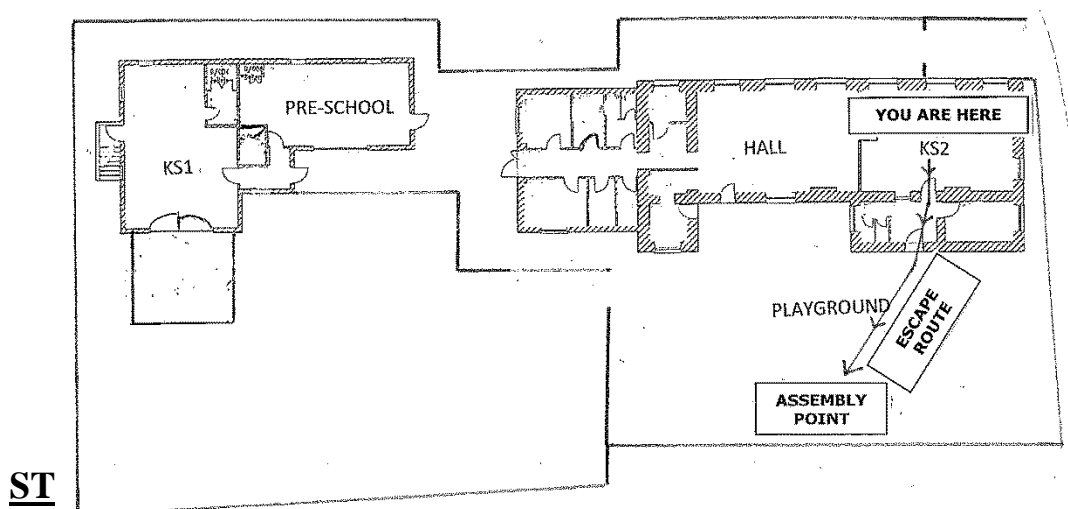 PRE-SCHOOL
YOU ARE HERE
KS1
HALL
KS2
PLAYGROUND
ESCAPE
ROUTE
ASSEMBLY
POINT
ST